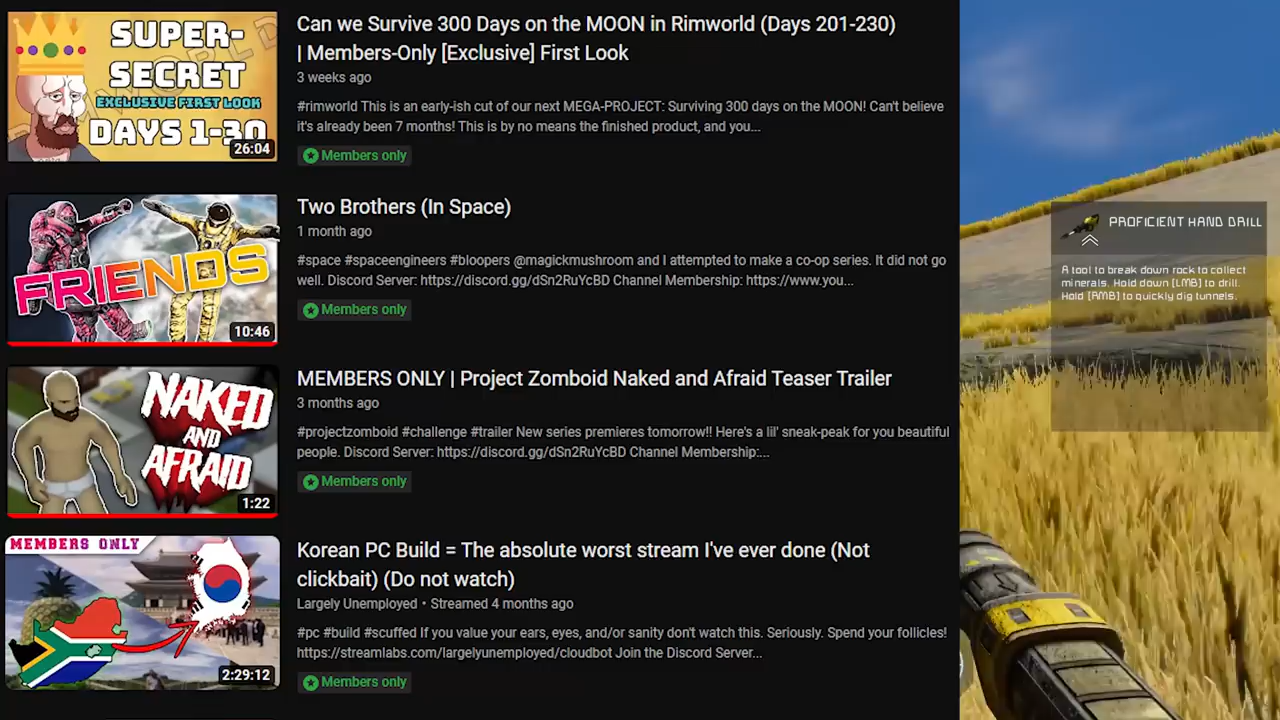 SUPER-
SECRET
EXCLUSIVE FIRST LOOK
DAYS 1-30
26:04
Can we Survive 300 Days on the MOON in Rimworld (Days 201-230)
| Members-Only [Exclusive] First Look
3 weeks ago
#rimworld This is an early-ish cut of our next MEGA-PROJECT: Surviving 300 days on the MOON! Can't believe
it's already been 7 months! This is by no means the finished product, and you...
Members only
FRIENDS
10:46
Two Brothers (In Space)
1 month ago
#space #spaceengineers #bloopers @magickmushroom and I attempted to make a co-op series. It did not go
well. Discord Server: https://discord.gg/dSn2RuYcBD Channel Membership: https://www.you...
Members only
NAKED
AND
AFRAID
1:22
MEMBERS ONLY | Project Zomboid Naked and Afraid Teaser Trailer
3 months ago
#projectzomboid #challenge #trailer New series premieres tomorrow!! Here's a lil' sneak-peak for you beautiful
people. Discord Server: https://discord.gg/dSn2RuYcBD Channel Membership:...
Members only
MEMBERS ONLY
2:29:12
Korean PC Build = The absolute worst stream I've ever done (Not
clickbait) (Do not watch)
Largely Unemployed • Streamed 4 months ago
#pc #build #scuffed If you value your ears, eyes, and/or sanity don't watch this. Seriously. Spend your follicles!
https://streamlabs.com/largelyunemployed/cloudbot Join the Discord Server...
Members only
PROFICIENT HAND DRILL
A tool to break down rock to collect
minerals. Hold down [LMB] to drill.
Hold [RMB] to quickly dig tunnels.